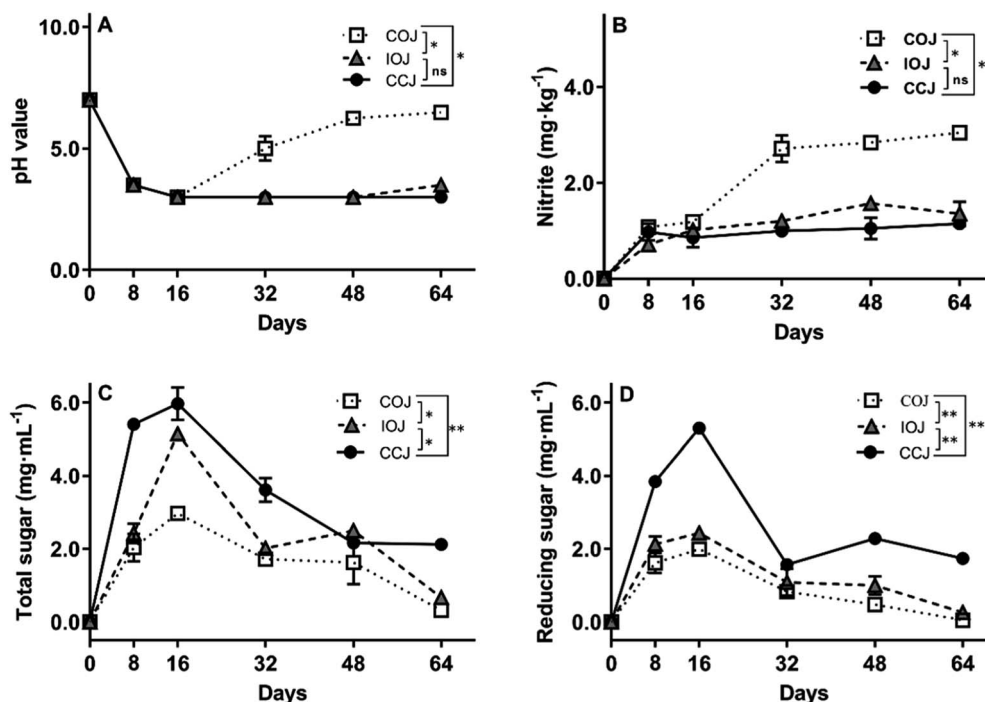 A
10.0
5.0
0.0
pH value
COJ
IOJ
CCJ
*
ns
*
0
8
16
32
48
64
Days
B
4.0
2.0
0.0
Nitrite (mg·kg⁻¹)
COJ
IOJ
CCJ
*
ns
*
0
8
16
32
48
64
Days
C
6.0
4.0
2.0
0.0
Total sugar (mg·mL⁻¹)
COJ
IOJ
CCJ
*
*
**
0
8
16
32
48
64
Days
D
6.0
4.0
2.0
0.0
Reducing sugar (mg·mL⁻¹)
COJ
IOJ
CCJ
**
**
**
0
8
16
32
48
64
Days